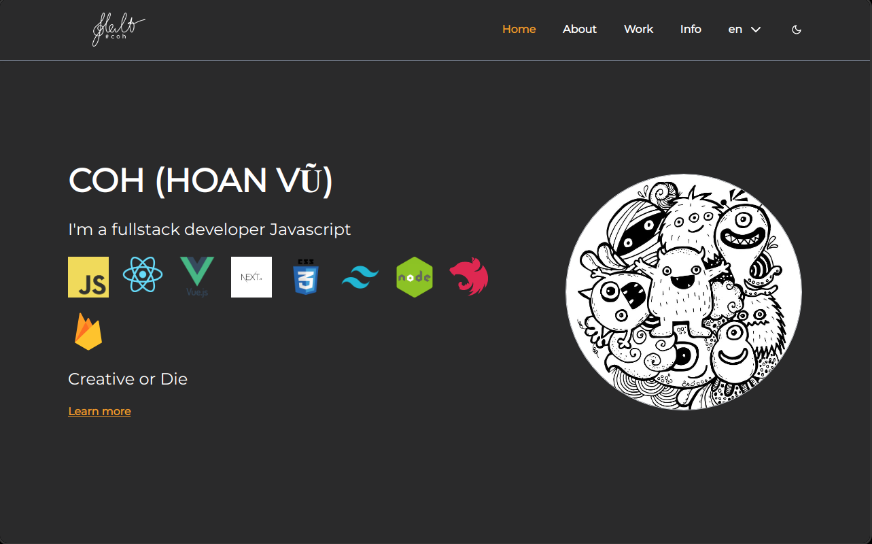 #coh
Home About Work Info en
COH (HOAN VŨ)
I'm a fullstack developer Javascript
JS
Vue.js
NEXT.JS
CSS
3
node
Creative or Die
Learn more